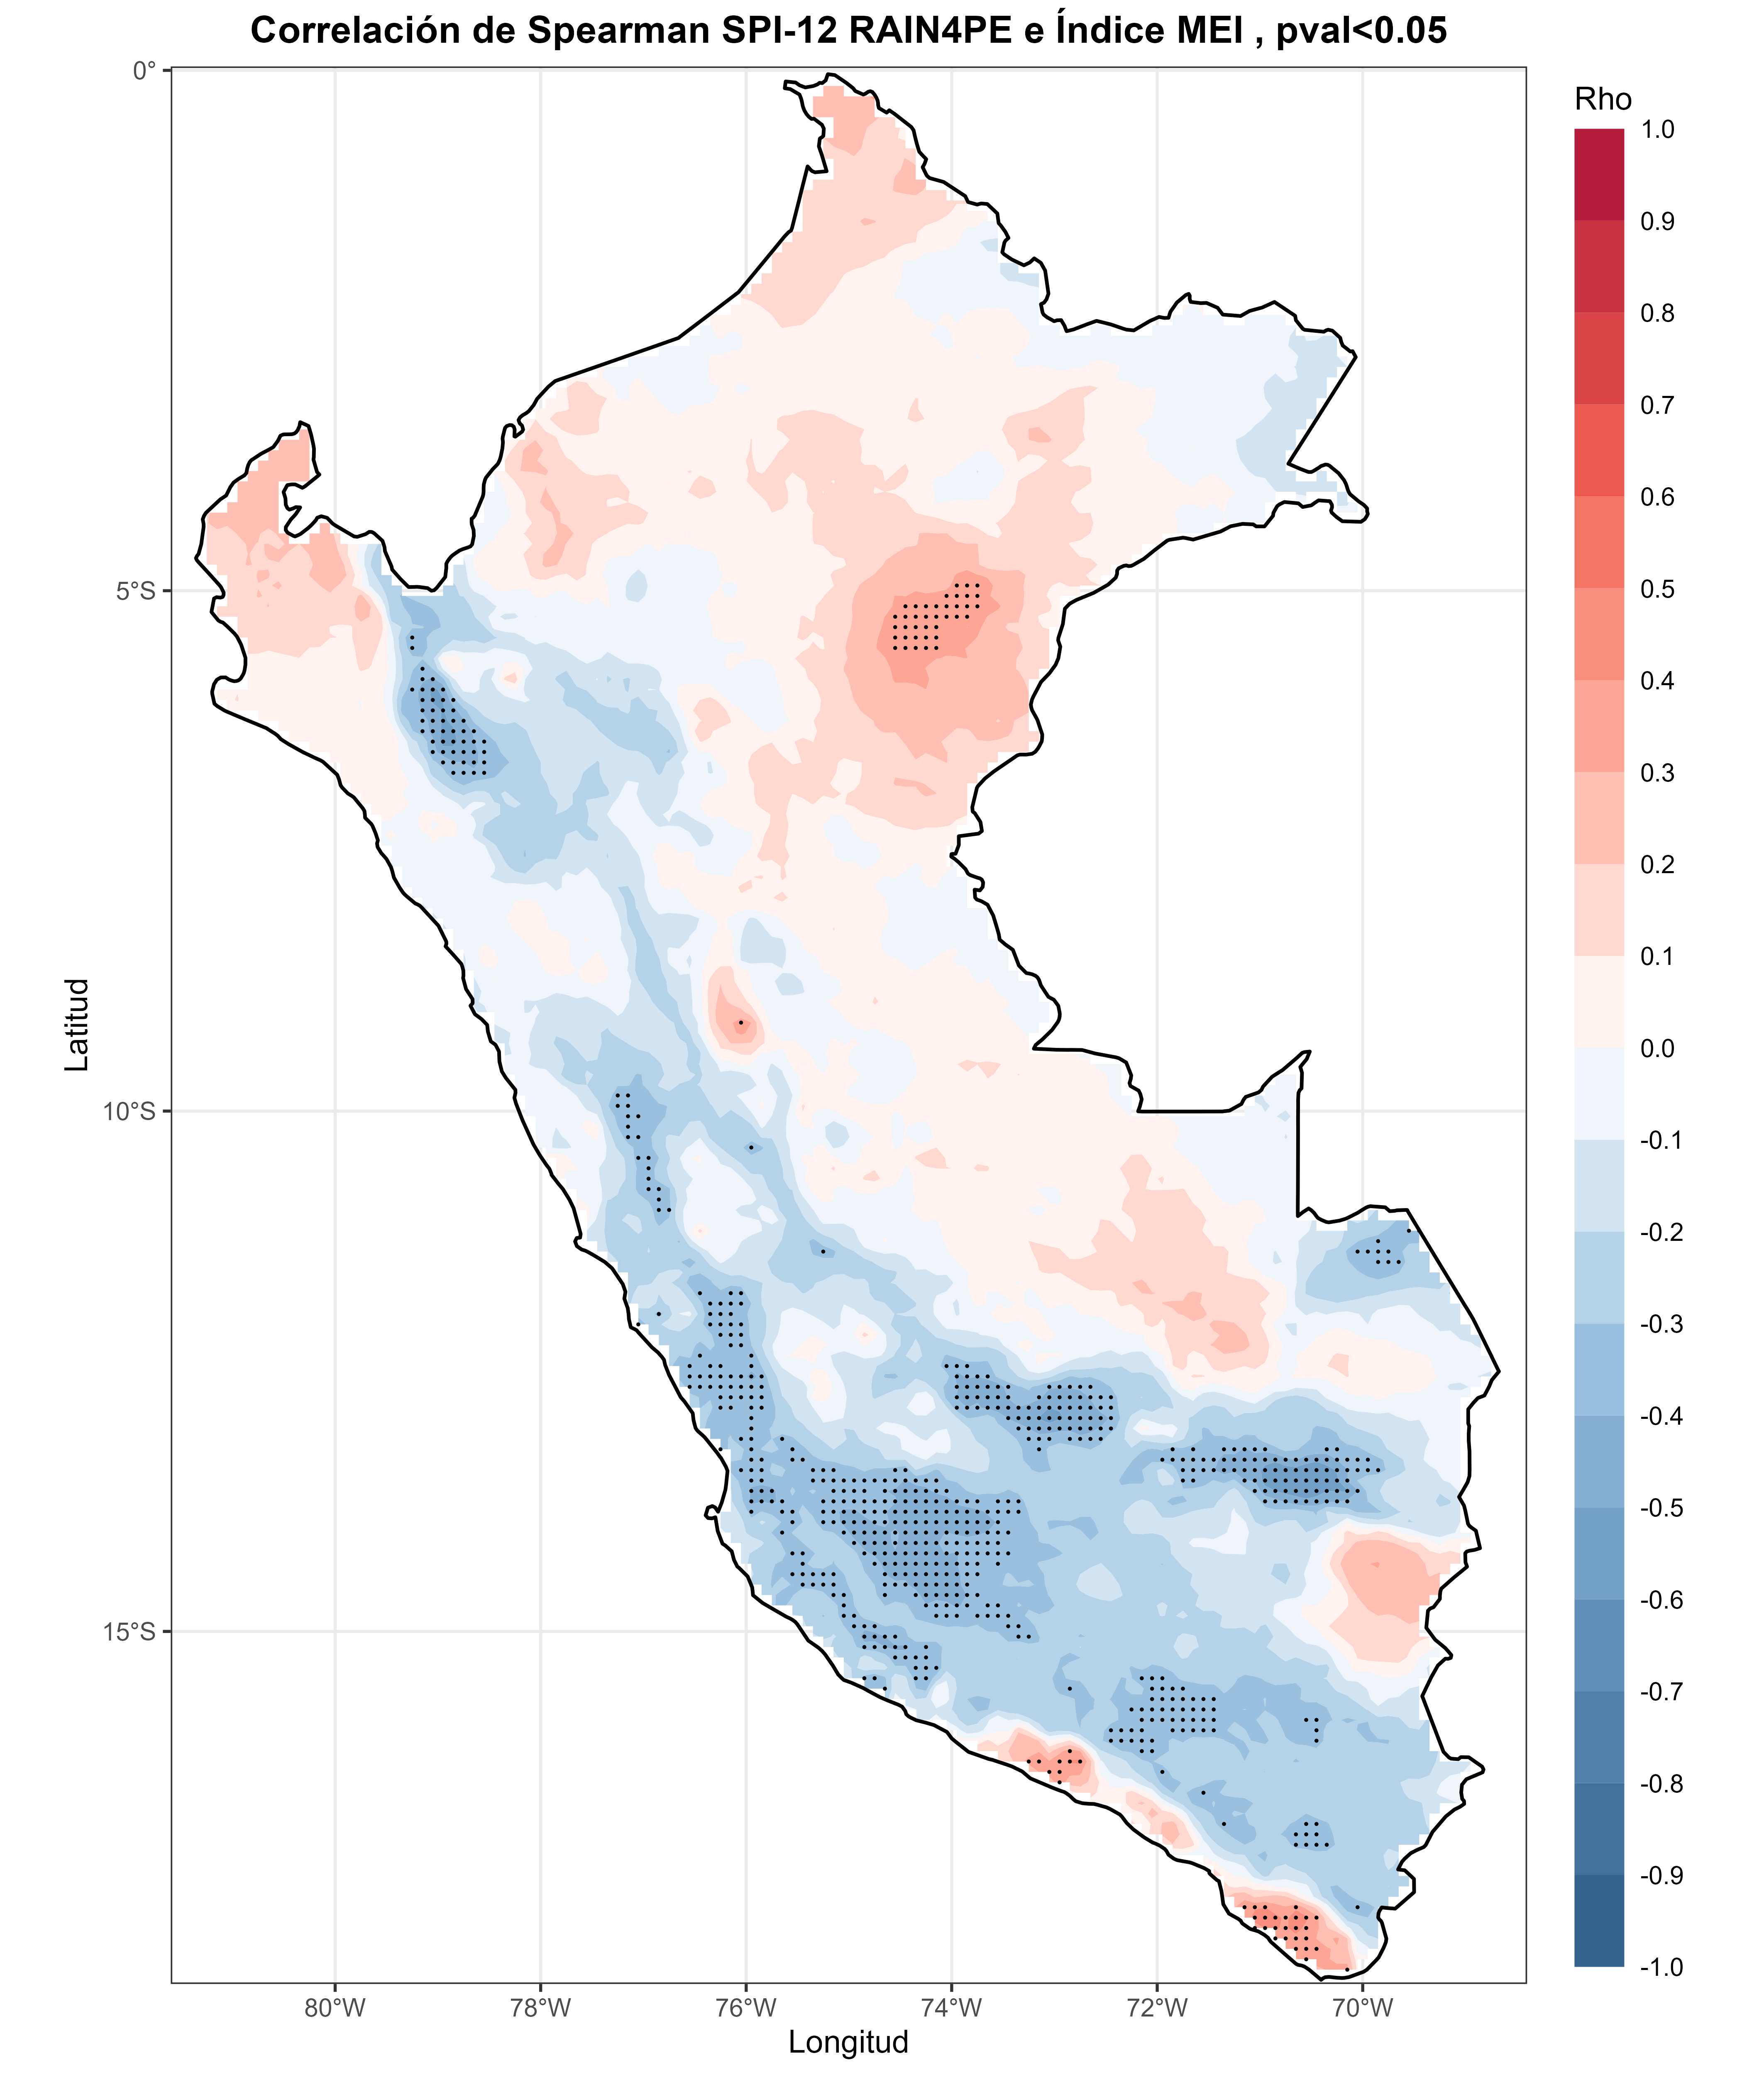 Correlación de Spearman SPI-12 RAIN4PE e Índice MEI , pval<0.05
Rho
1.0
0.9
0.8
0.7
0.6
0.5
0.4
0.3
0.2
0.1
0.0
-0.1
-0.2
-0.3
-0.4
-0.5
-0.6
-0.7
-0.8
-0.9
-1.0
Latitud
0°
5°S
10°S
15°S
80°W 78°W 76°W 74°W 72°W 70°W
Longitud